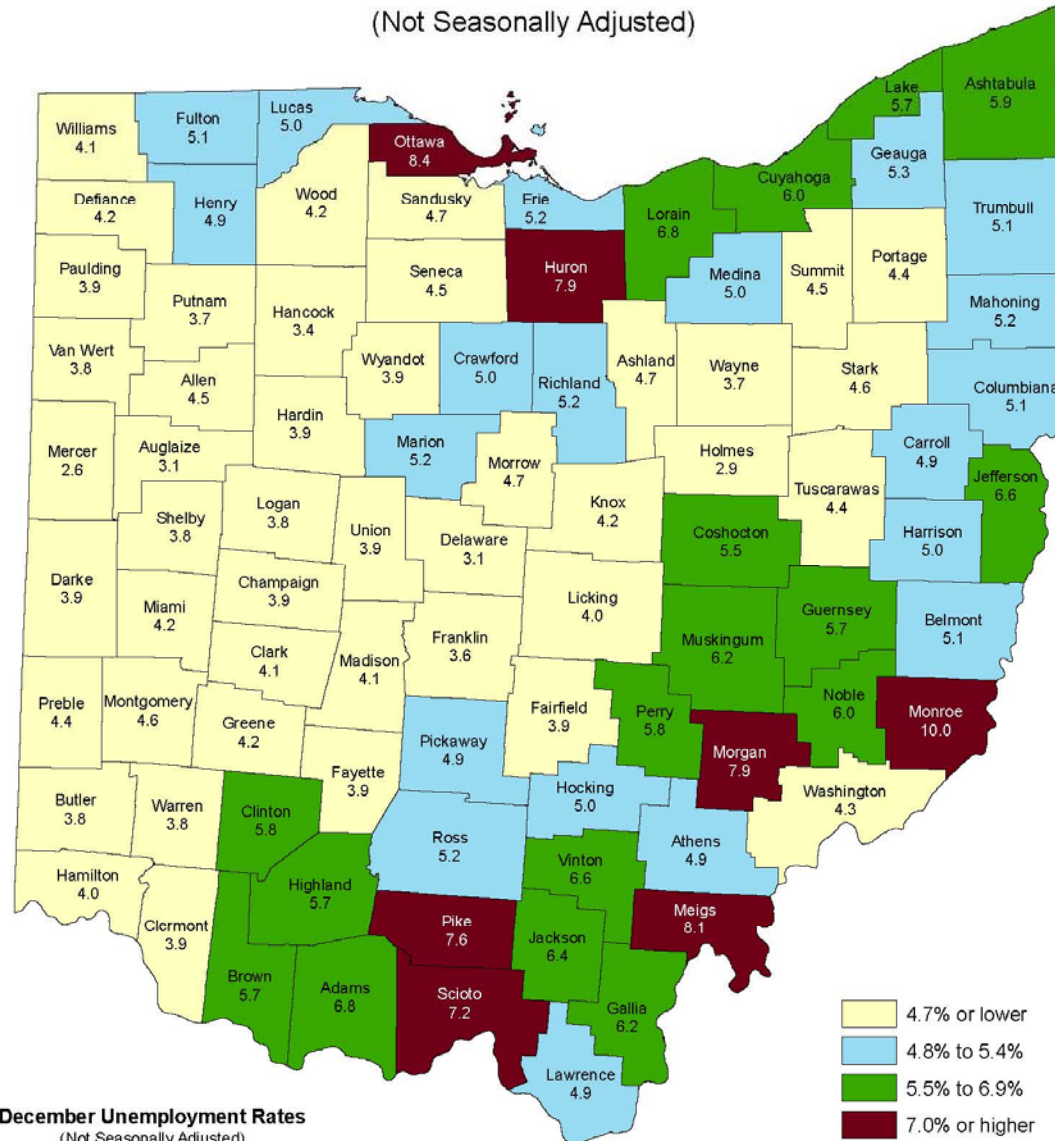 (Not Seasonally Adjusted)
Lake
5.7
Ashtabula
5.9
Williams
4.1
Fulton
5.1
Lucas
5.0
Ottawa
8.4
Geauga
5.3
Cuyahoga
6.0
Defiance
4.2
Henry
4.9
Wood
4.2
Sandusky
4.7
Erie
5.2
Lorain
6.8
Trumbull
5.1
Paulding
3.9
Seneca
4.5
Huron
7.9
Medina
5.0
Summit
4.5
Portage
4.4
Putnam
3.7
Hancock
3.4
Mahoning
5.2
Van Wert
3.8
Allen
4.5
Wyandot
3.9
Crawford
5.0
Richland
5.2
Ashland
4.7
Wayne
3.7
Stark
4.6
Columbiana
5.1
Hardin
3.9
Mercer
2.6
Auglaize
3.1
Marion
5.2
Morrow
4.7
Holmes
2.9
Carroll
4.9
Jefferson
6.6
Tuscarawas
4.4
Logan
3.8
Shelby
3.8
Union
3.9
Knox
4.2
Delaware
3.1
Coshocton
5.5
Harrison
5.0
Darke
3.9
Champaign
3.9
Miami
4.2
Licking
4.0
Guernsey
5.7
Belmont
5.1
Clark
4.1
Madison
4.1
Franklin
3.6
Muskingum
6.2
Preble
4.4
Montgomery
4.6
Greene
4.2
Fairfield
3.9
Perry
5.8
Noble
6.0
Monroe
10.0
Pickaway
4.9
Morgan
7.9
Fayette
3.9
Hocking
5.0
Washington
4.3
Butler
3.8
Warren
3.8
Clinton
5.8
Ross
5.2
Athens
4.9
Vinton
6.6
Hamilton
4.0
Highland
5.7
Clermont
3.9
Pike
7.6
Meigs
8.1
Jackson
6.4
Brown
5.7
Adams
6.8
Scioto
7.2
Gallia
6.2
Lawrence
4.9
4.7% or lower
4.8% to 5.4%
5.5% to 6.9%
7.0% or higher
December Unemployment Rates
(Not Seasonally Adjusted)